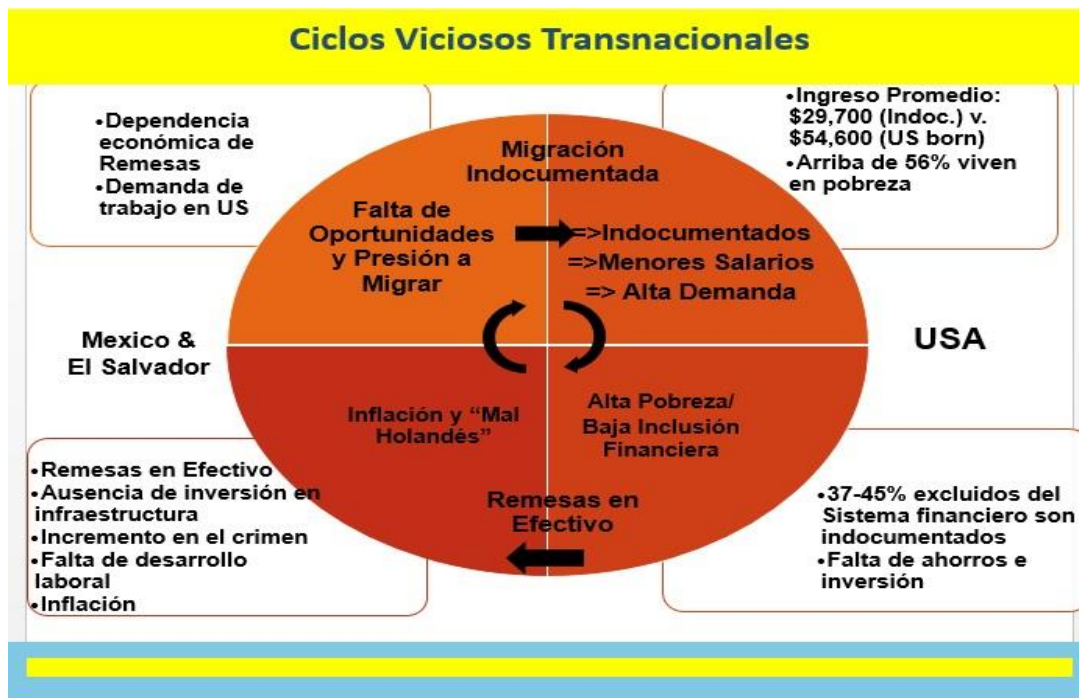 Ciclos Viciosos Transnacionales
•Dependencia
económica de
Remesas
•Demanda de
trabajo en US
•Ingreso Promedio:
$29,700 (Indoc.) v.
$54,600 (US born)
•Arriba de 56% viven
en pobreza
Migración
Indocumentada
Falta de
Oportunidades
y Presión a
Migrar
=>Indocumentados
=>Menores Salarios
=> Alta Demanda
Mexico &
El Salvador
USA
Inflación y “Mal
Holandés”
Alta Pobreza/
Baja Inclusión
Financiera
Remesas en
Efectivo
•Remesas en Efectivo
•Ausencia de inversión en
infraestructura
•Incremento en el crimen
•Falta de desarrollo
laboral
•Inflación
•37-45% excluidos del
Sistema financiero son
indocumentados
•Falta de ahorros e
inversión